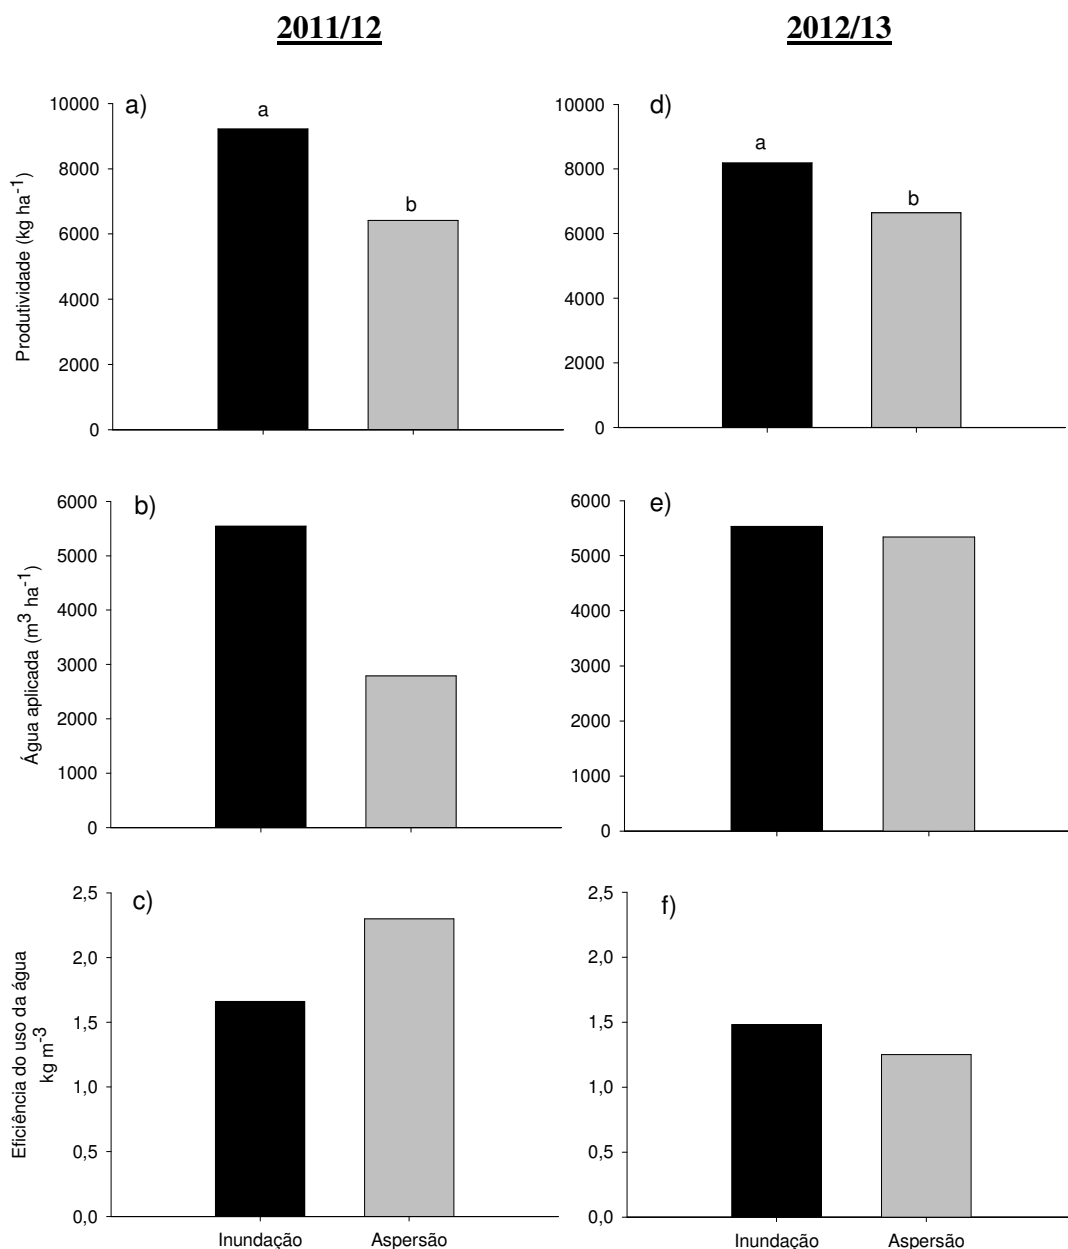 2011/12
2012/13
a)
Produtividade (kg ha-1)
10000
8000
6000
4000
2000
0
a
b
d)
10000
8000
6000
4000
2000
0
a
b
b)
Água aplicada (m3 ha-1)
6000
5000
4000
3000
2000
1000
0
e)
6000
5000
4000
3000
2000
1000
0
c)
Eficiência do uso da água
kg m-3
2,5
2,0
1,5
1,0
0,5
0,0
Inundação
Aspersão
f)
2,5
2,0
1,5
1,0
0,5
0,0
Inundação
Aspersão